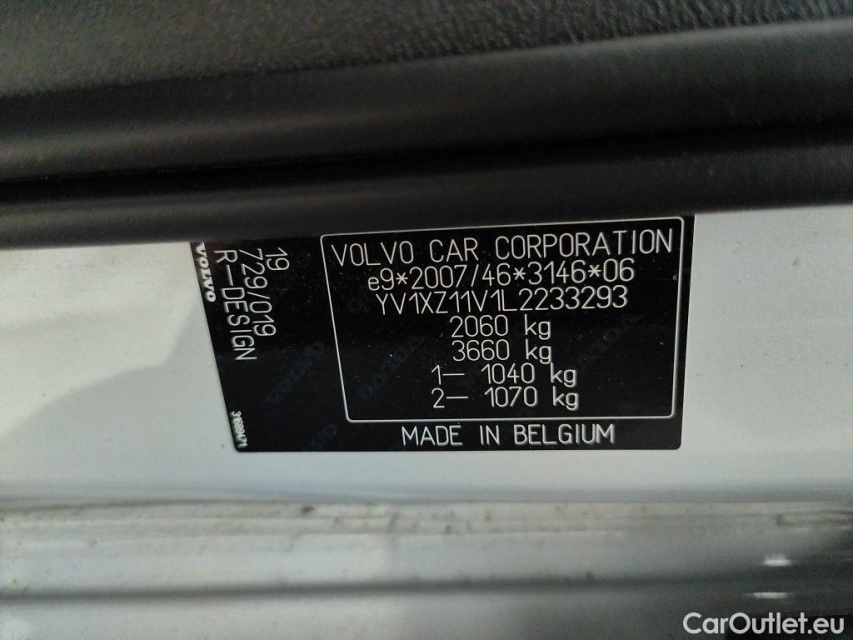 VOLVO CAR CORPORATION
e9*2007/46*3146*06
YV1XZ11V1L2233293
2060 kg
3660 kg
1– 1040 kg
2– 1070 kg
MADE IN BELGIUM
19
729/019
R-DESIGN
VOLVO
CarOutlet.eu